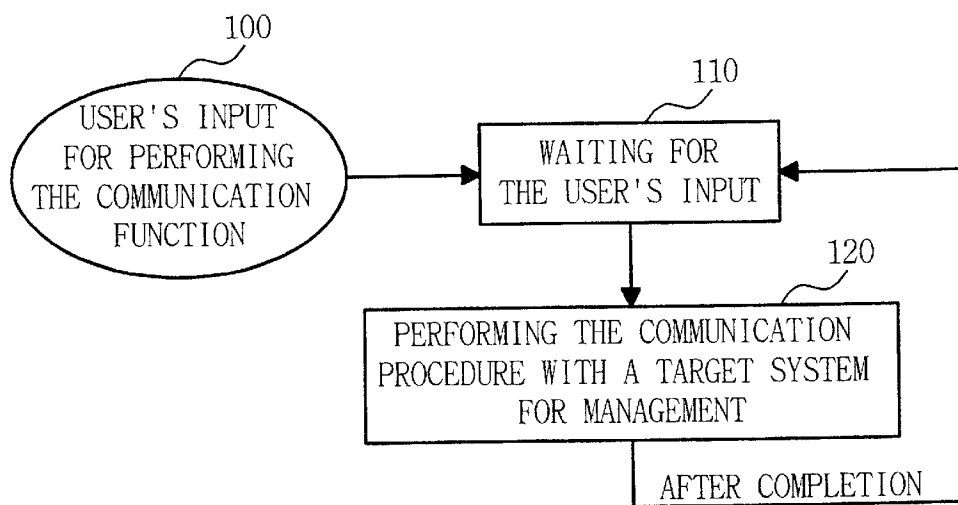 100
USER'S INPUT
FOR PERFORMING
THE COMMUNICATION
FUNCTION
110
WAITING FOR
THE USER'S INPUT
120
PERFORMING THE COMMUNICATION
PROCEDURE WITH A TARGET SYSTEM
FOR MANAGEMENT
AFTER COMPLETION